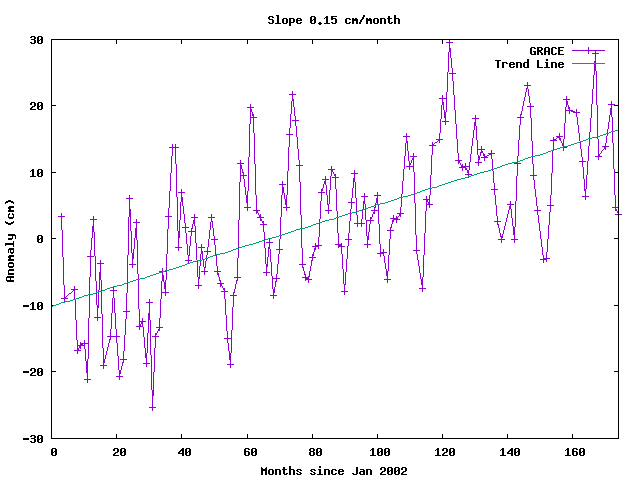 Slope 0.15 cm/month
30
GRACE
Trend Line
20
10
0
Anomaly (cm)
-10
-20
-30
0 20 40 60 80 100 120 140 160
Months since Jan 2002